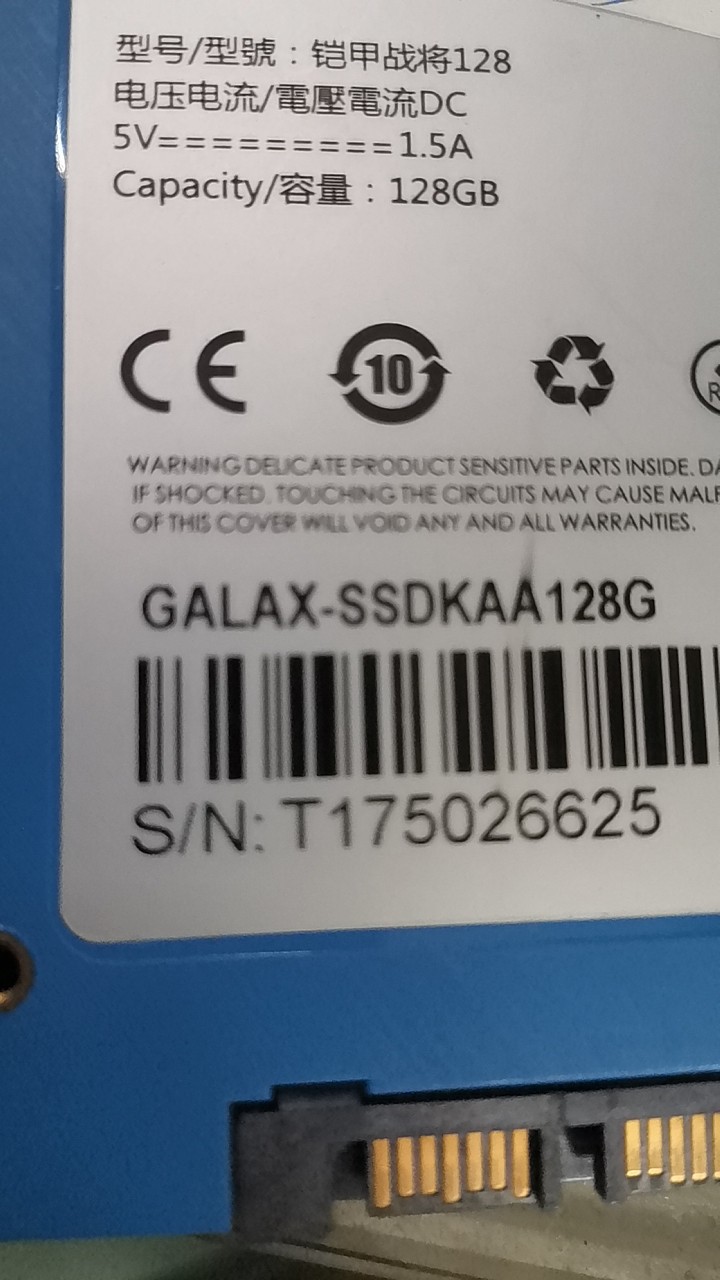 型号/型號：铠甲战将128
电压电流/電壓電流DC
5V=========1.5A
Capacity/容量：128GB
CE
10
R
WARNING DELICATE PRODUCT SENSITIVE PARTS INSIDE. DA
IF SHOCKED. TOUCHING THE CIRCUITS MAY CAUSE MALF
OF THIS COVER WILL VOID ANY AND ALL WARRANTIES.
GALAX-SSDKAA128G
S/N: T175026625